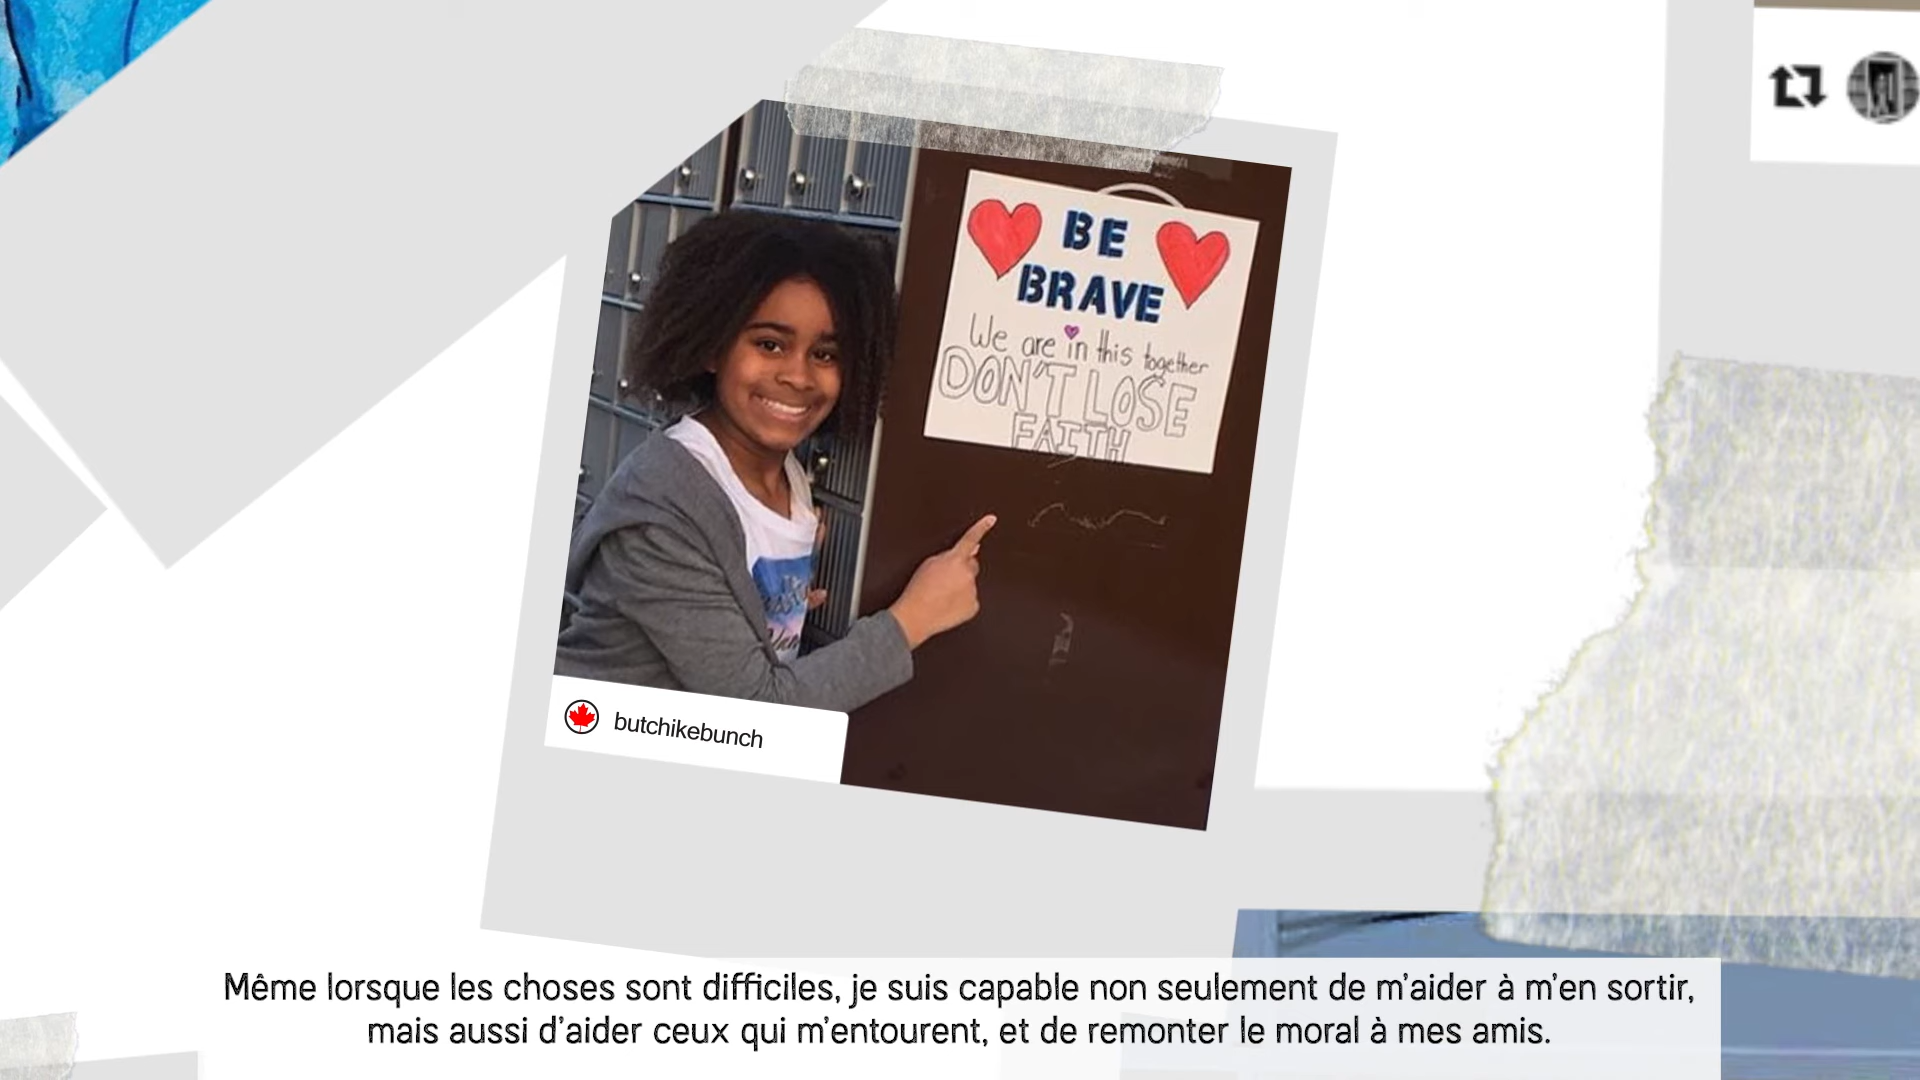 BE
BRAVE
We are in this together
DON'T LOSE
FAITH
butchikebunch
Même lorsque les choses sont difficiles, je suis capable non seulement de m'aider à m'en sortir,
mais aussi d'aider ceux qui m'entourent, et de remonter le moral à mes amis.